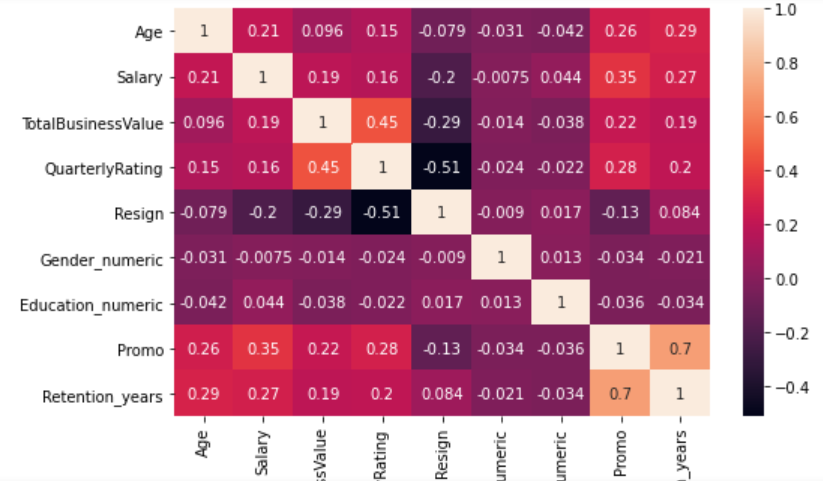 Age 1 0.21 0.096 0.15 -0.079 -0.031 -0.042 0.26 0.29
Salary 0.21 1 0.19 0.16 -0.2 -0.0075 0.044 0.35 0.27
TotalBusinessValue 0.096 0.19 1 0.45 -0.29 -0.014 -0.038 0.22 0.19
QuarterlyRating 0.15 0.16 0.45 1 -0.51 -0.024 -0.022 0.28 0.2
Resign -0.079 -0.2 -0.29 -0.51 1 -0.009 0.017 -0.13 0.084
Gender_numeric -0.031 -0.0075 -0.014 -0.024 -0.009 1 0.013 -0.034 -0.021
Education_numeric -0.042 0.044 -0.038 -0.022 0.017 0.013 1 -0.036 -0.034
Promo 0.26 0.35 0.22 0.28 -0.13 -0.034 -0.036 1 0.7
Retention_years 0.29 0.27 0.19 0.2 0.084 -0.021 -0.034 0.7 1
Age
Salary
ssValue
Rating
Resign
umeric
umeric
Promo
_years
1.0
0.8
0.6
0.4
0.2
0.0
−0.2
−0.4